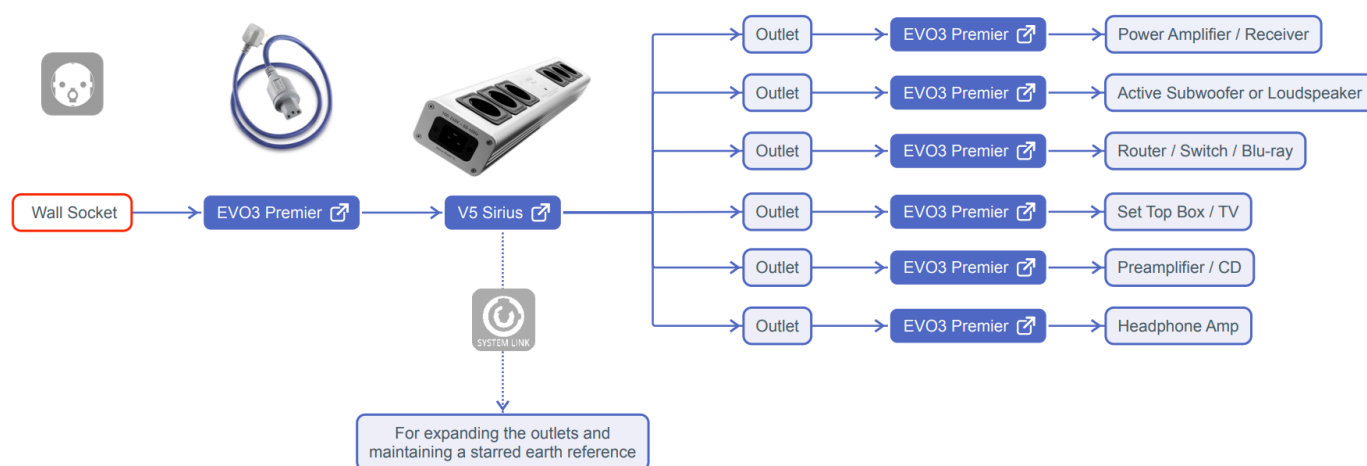 Outlet
EVO3 Premier
Power Amplifier / Receiver
Outlet
EVO3 Premier
Active Subwoofer or Loudspeaker
Outlet
EVO3 Premier
Router / Switch / Blu-ray
Wall Socket
EVO3 Premier
V5 Sirius
Outlet
EVO3 Premier
Set Top Box / TV
Outlet
EVO3 Premier
Preamplifier / CD
Outlet
EVO3 Premier
Headphone Amp
SYSTEM LINK
For expanding the outlets and
maintaining a starred earth reference